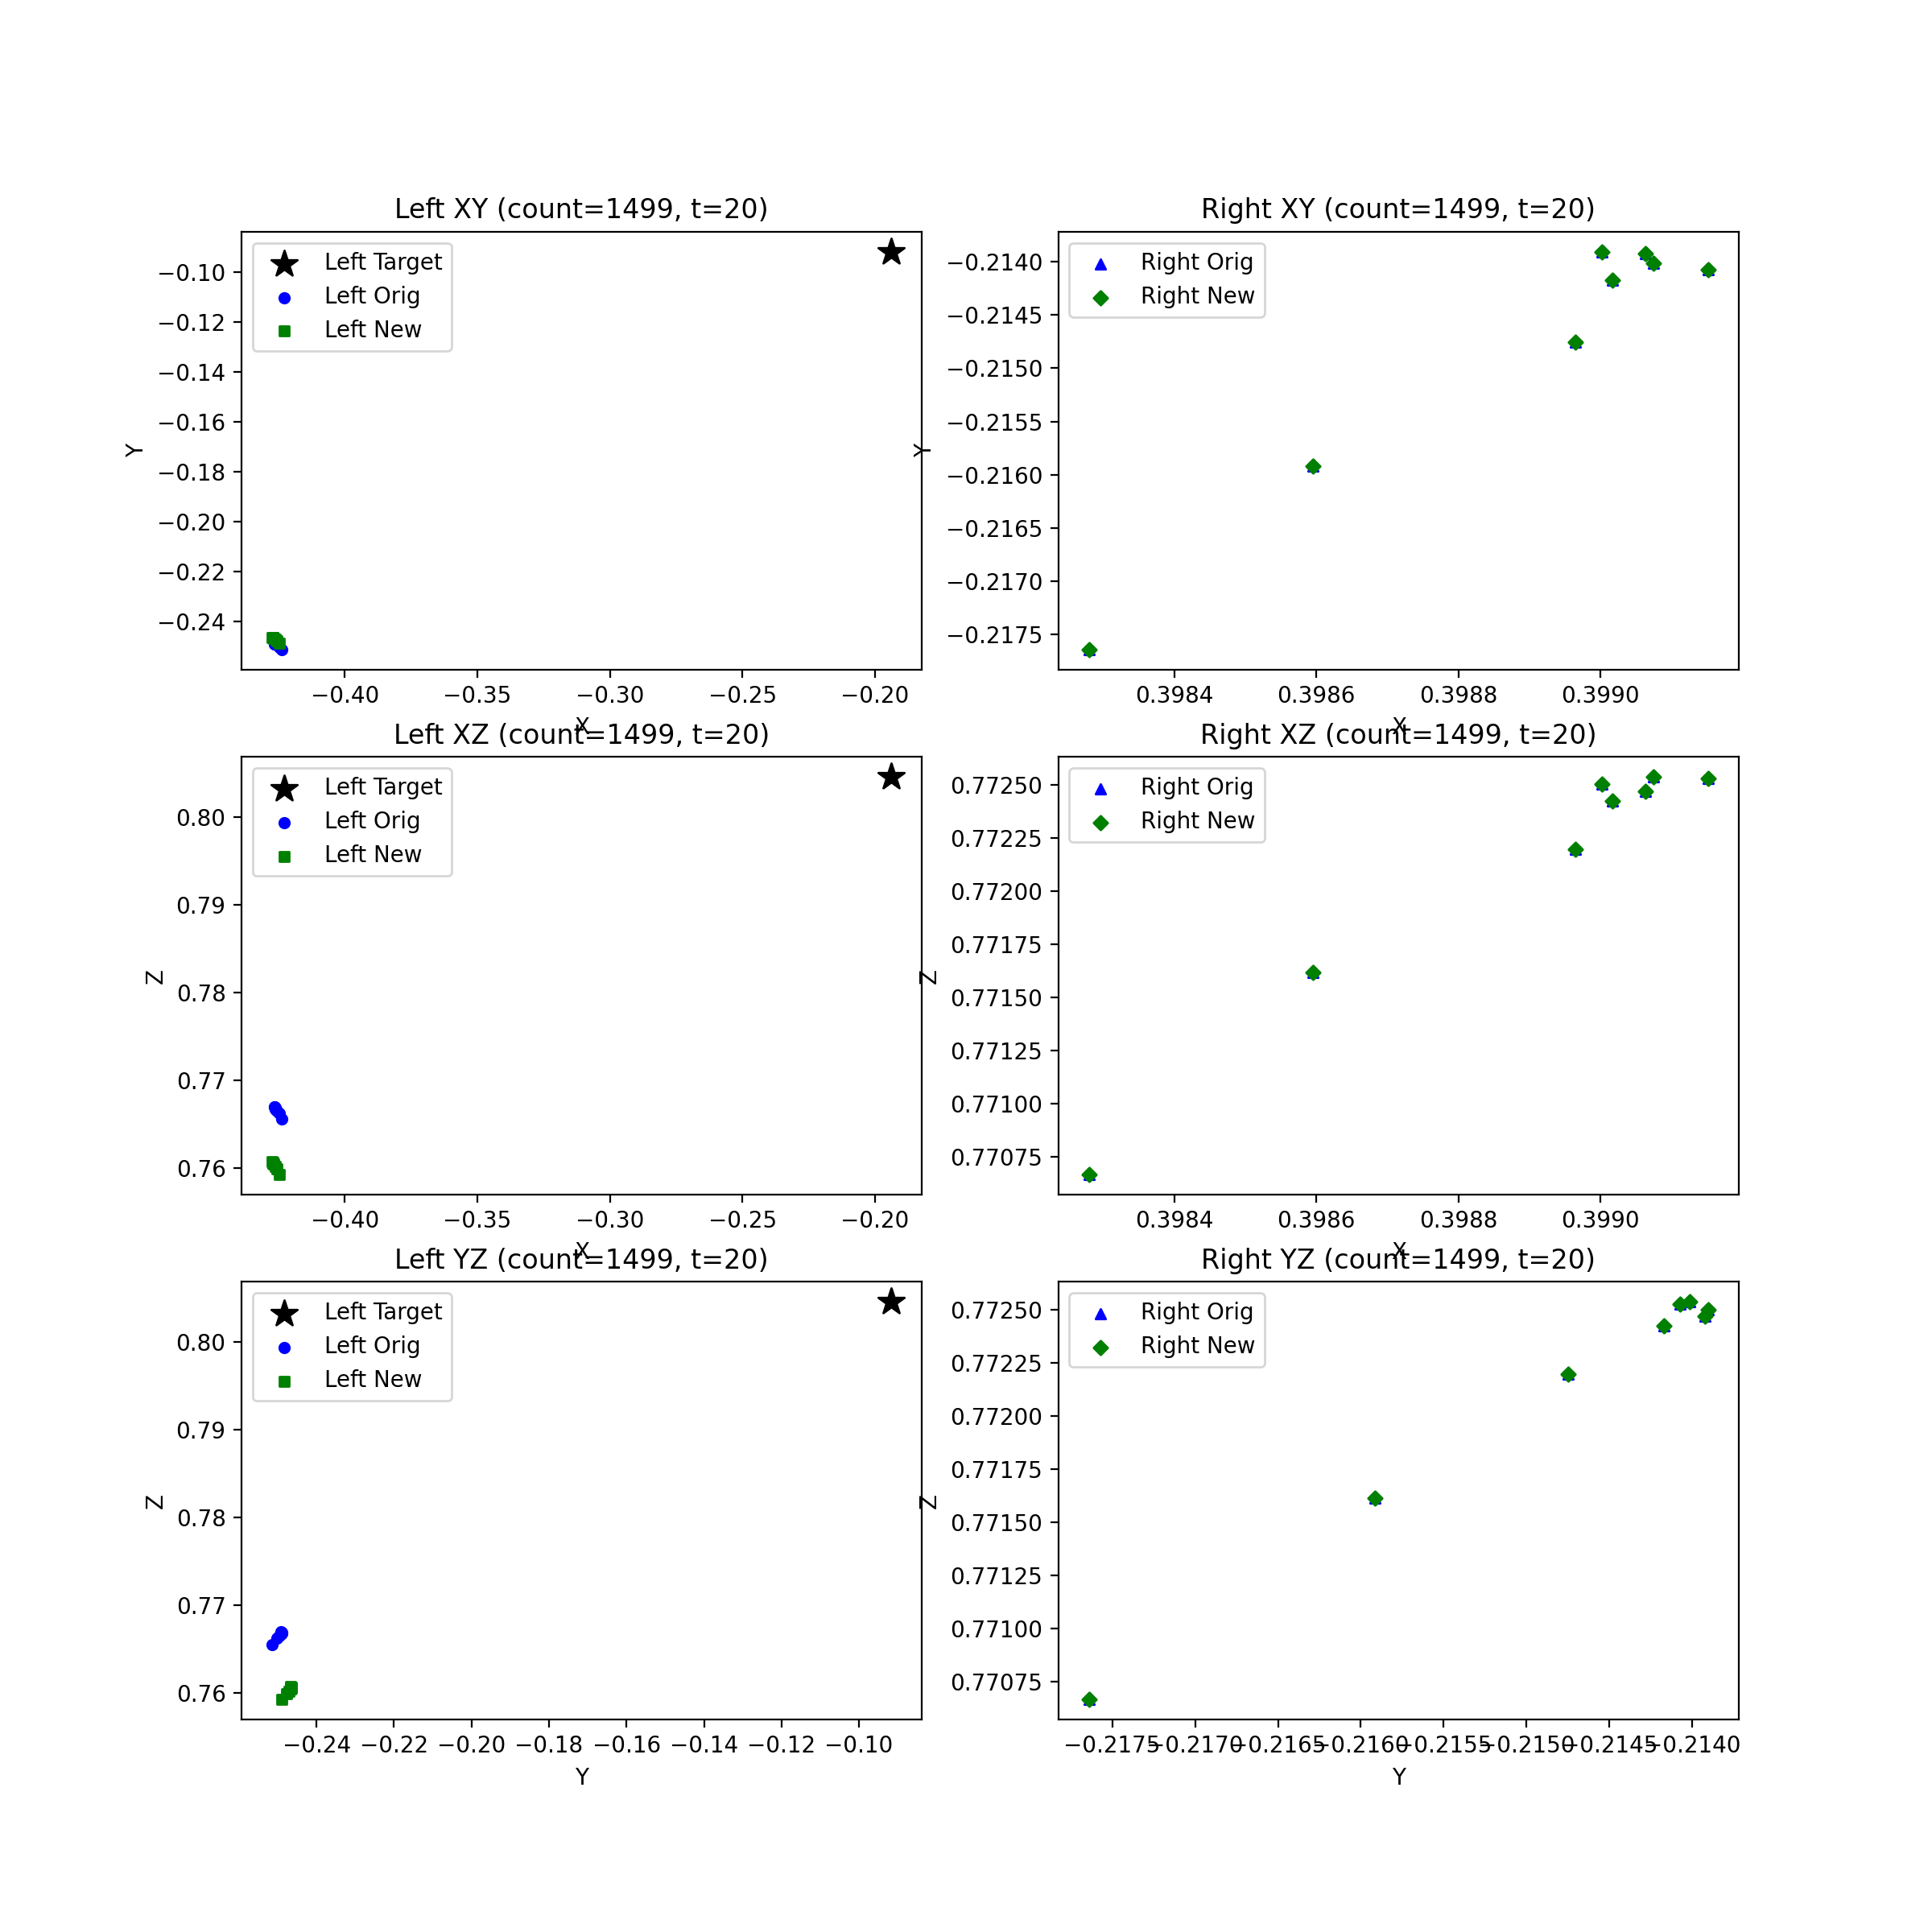 Left XY (count=1499, t=20)
Left Target
Left Orig
Left New
−0.10
−0.12
−0.14
−0.16
−0.18
−0.20
−0.22
−0.24
Y
−0.40 −0.35 −0.30 −0.25 −0.20
X
Right XY (count=1499, t=20)
Right Orig
Right New
−0.2140
−0.2145
−0.2150
−0.2155
−0.2160
−0.2165
−0.2170
−0.2175
Y
0.3984 0.3986 0.3988 0.3990
X
Left XZ (count=1499, t=20)
Left Target
Left Orig
Left New
0.80
0.79
0.78
0.77
0.76
Z
−0.40 −0.35 −0.30 −0.25 −0.20
X
Right XZ (count=1499, t=20)
Right Orig
Right New
0.77250
0.77225
0.77200
0.77175
0.77150
0.77125
0.77100
0.77075
Z
0.3984 0.3986 0.3988 0.3990
X
Left YZ (count=1499, t=20)
Left Target
Left Orig
Left New
0.80
0.79
0.78
0.77
0.76
Z
−0.24 −0.22 −0.20 −0.18 −0.16 −0.14 −0.12 −0.10
Y
Right YZ (count=1499, t=20)
Right Orig
Right New
0.77250
0.77225
0.77200
0.77175
0.77150
0.77125
0.77100
0.77075
Z
−0.2175 −0.2170 −0.2165 −0.2160 −0.2155 −0.2150 −0.2145 −0.2140
Y